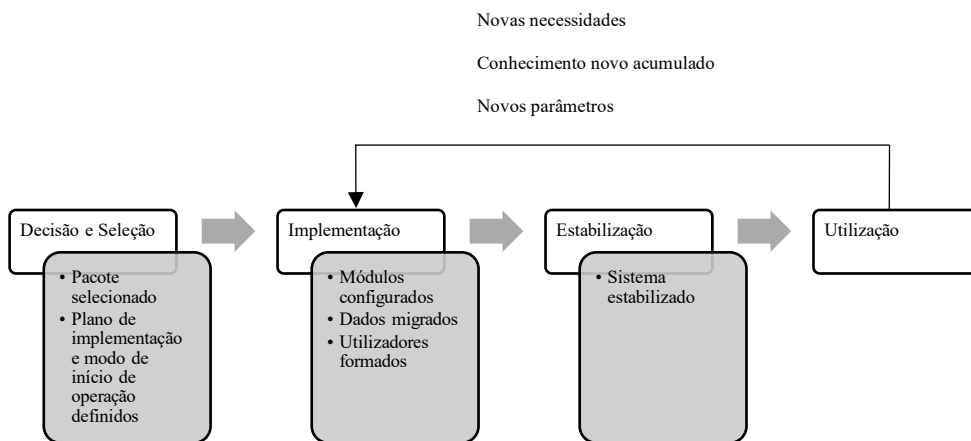 Novas necessidades
Conhecimento novo acumulado
Novos parâmetros
Decisão e Seleção
• Pacote
selecionado
• Plano de
implementação
e modo de
início de
operação
definidos
Implementação
• Módulos
configurados
• Dados migrados
• Utilizadores
formados
Estabilização
• Sistema
estabilizado
Utilização